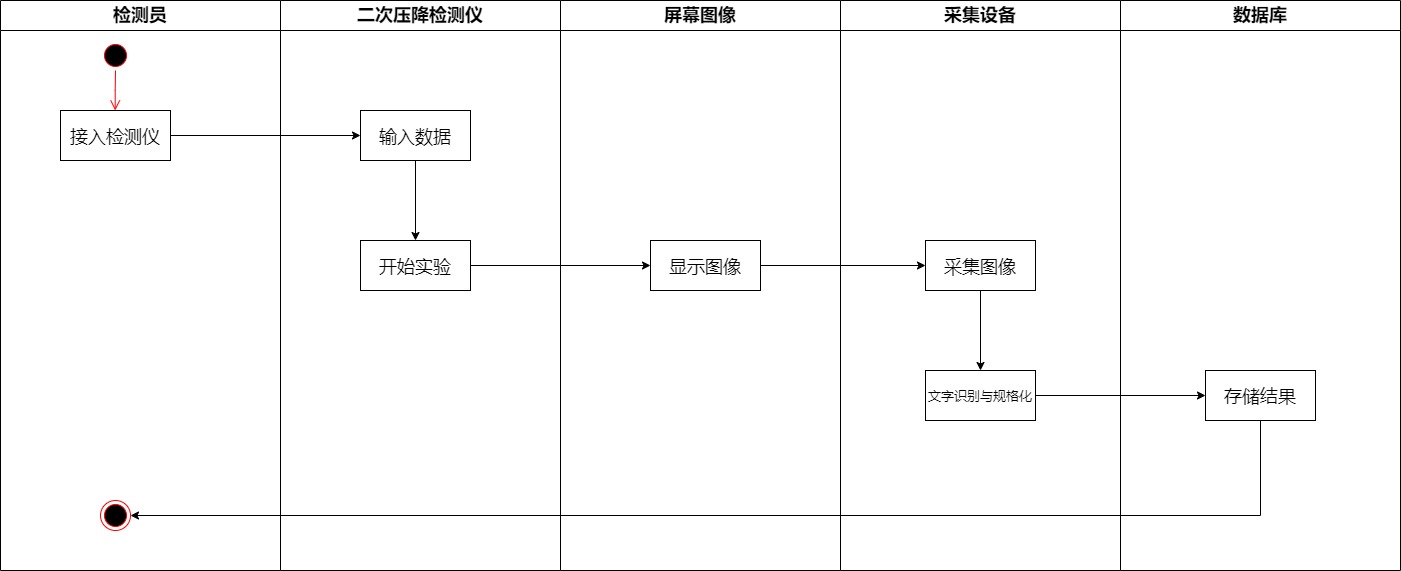 检测员
二次压降检测仪
屏幕图像
采集设备
数据库
接入检测仪
输入数据
开始实验
显示图像
采集图像
文字识别与规格化
存储结果